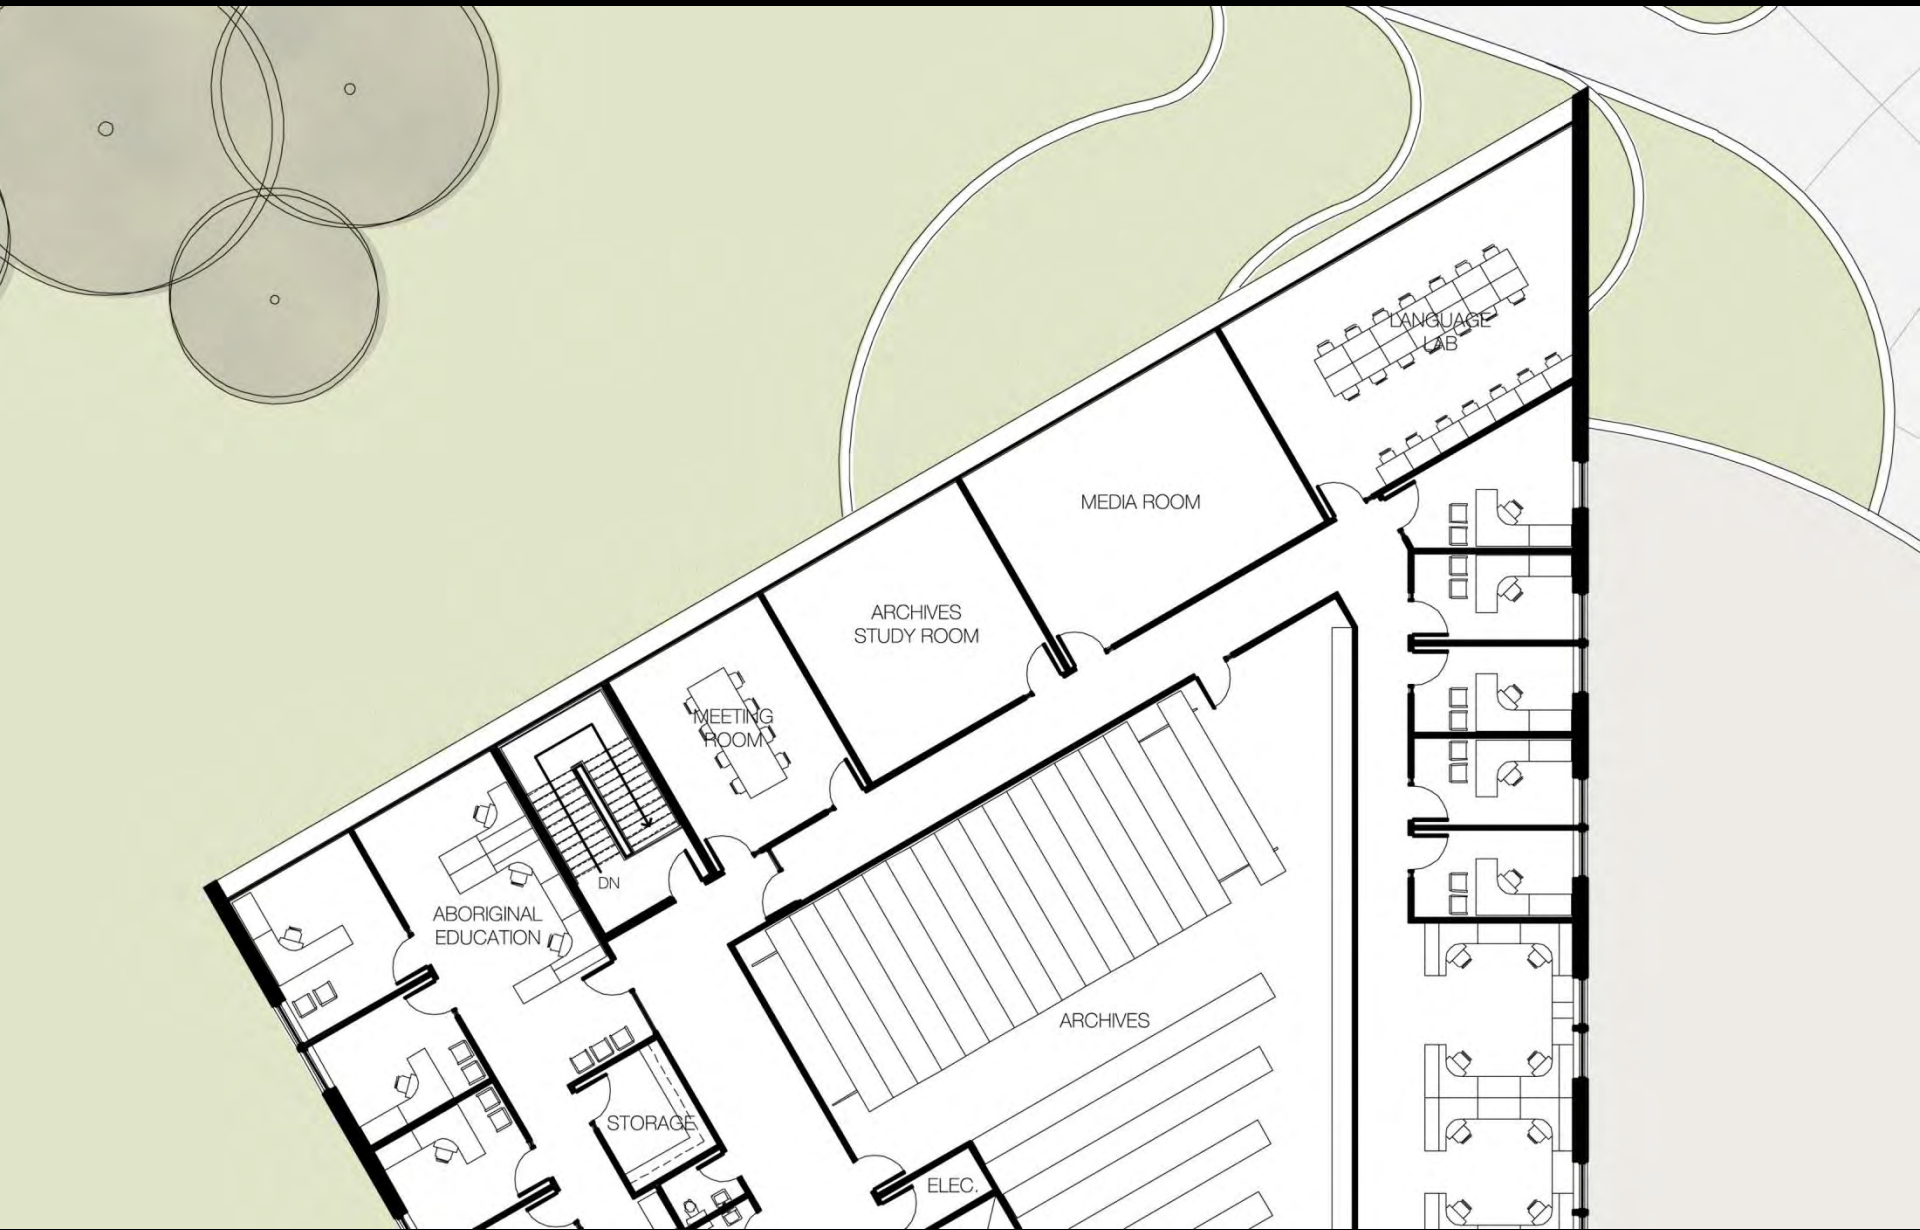 LANGUAGE
LAB
MEDIA ROOM
ARCHIVES
STUDY ROOM
MEETING
ROOM
DN
ABORIGINAL
EDUCATION
ARCHIVES
STORAGE
ELEC.